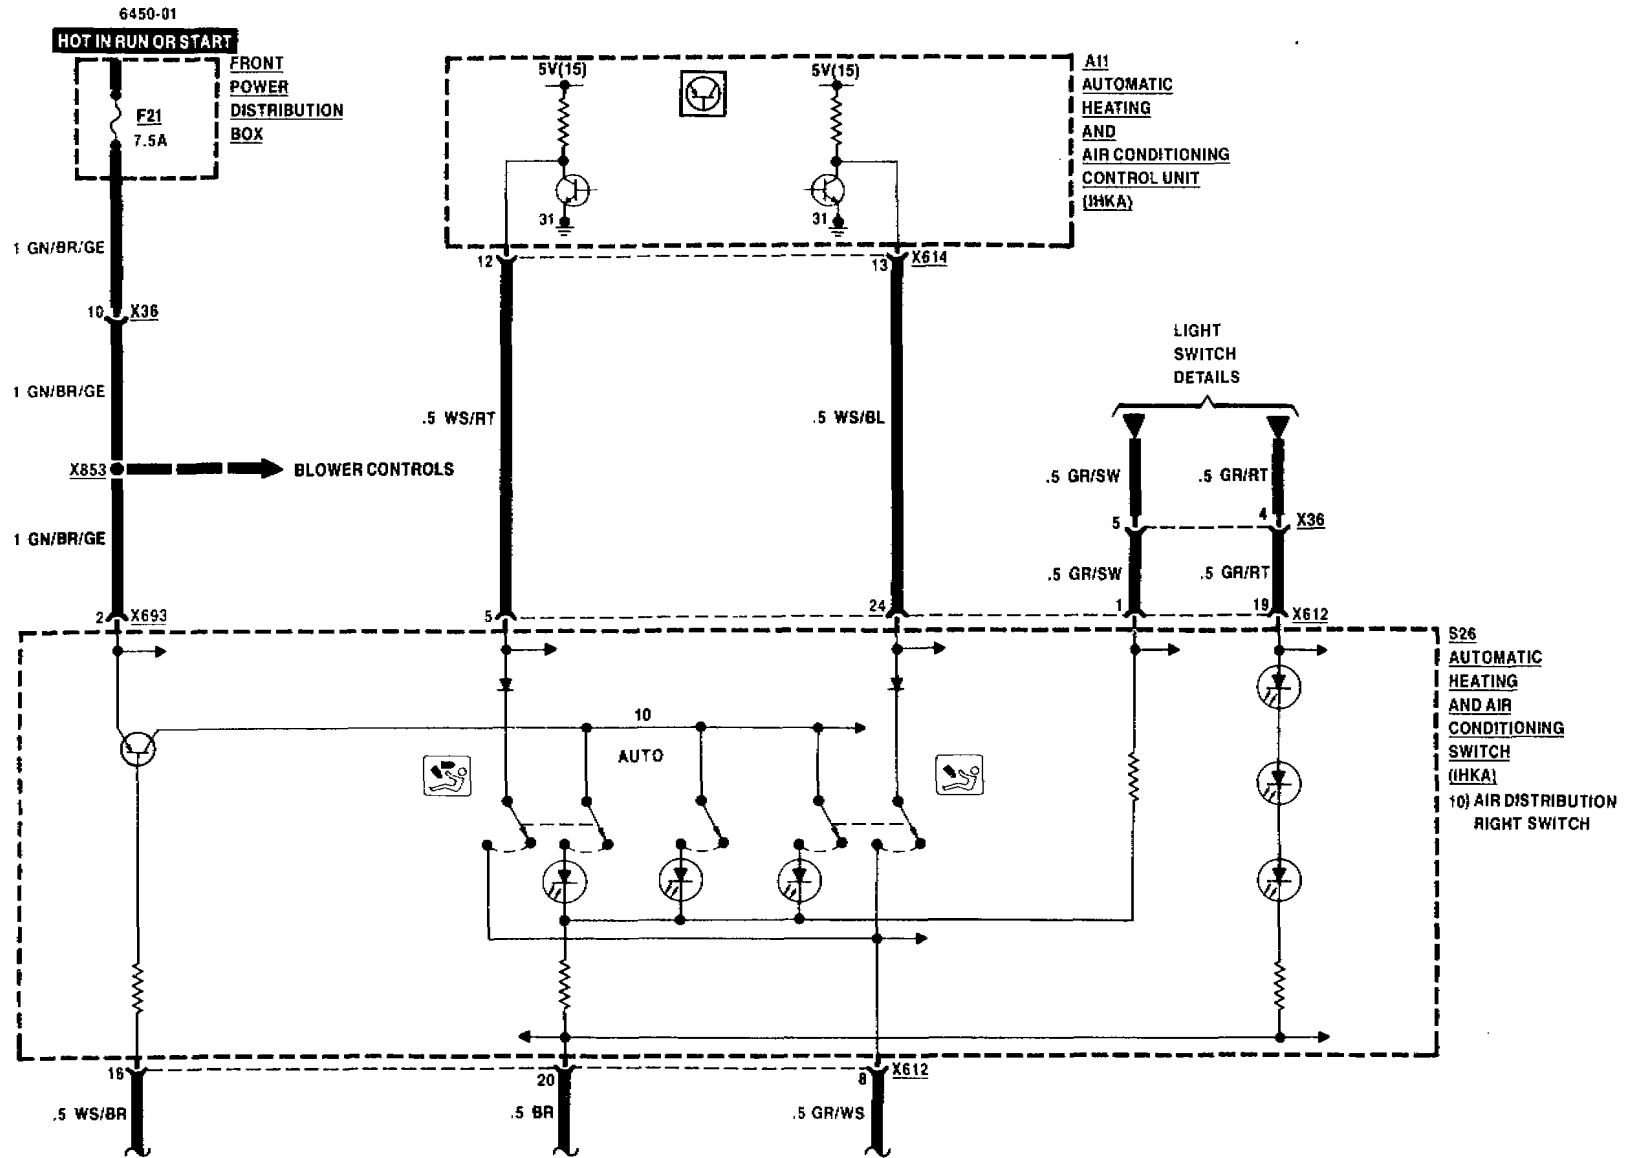 6450-01
HOT IN RUN OR START
FRONT
POWER
DISTRIBUTION
BOX
F21
7.5A
5V(15)
5V(15)
31
31
A11
AUTOMATIC
HEATING
AND
AIR CONDITIONING
CONTROL UNIT
(IHKA)
1 GN/BR/GE
12
13
X614
10
X36
LIGHT
SWITCH
DETAILS
1 GN/BR/GE
.5 WS/RT
.5 WS/BL
X853
BLOWER CONTROLS
.5 GR/SW
.5 GR/RT
5
4
X36
1 GN/BR/GE
.5 GR/SW
.5 GR/RT
2
X693
5
24
1
19
X612
S26
AUTOMATIC
HEATING
AND AIR
CONDITIONING
SWITCH
(IHKA)
10) AIR DISTRIBUTION
RIGHT SWITCH
10
AUTO
16
20
8
X612
.5 WS/BR
.5 BR
.5 GR/WS